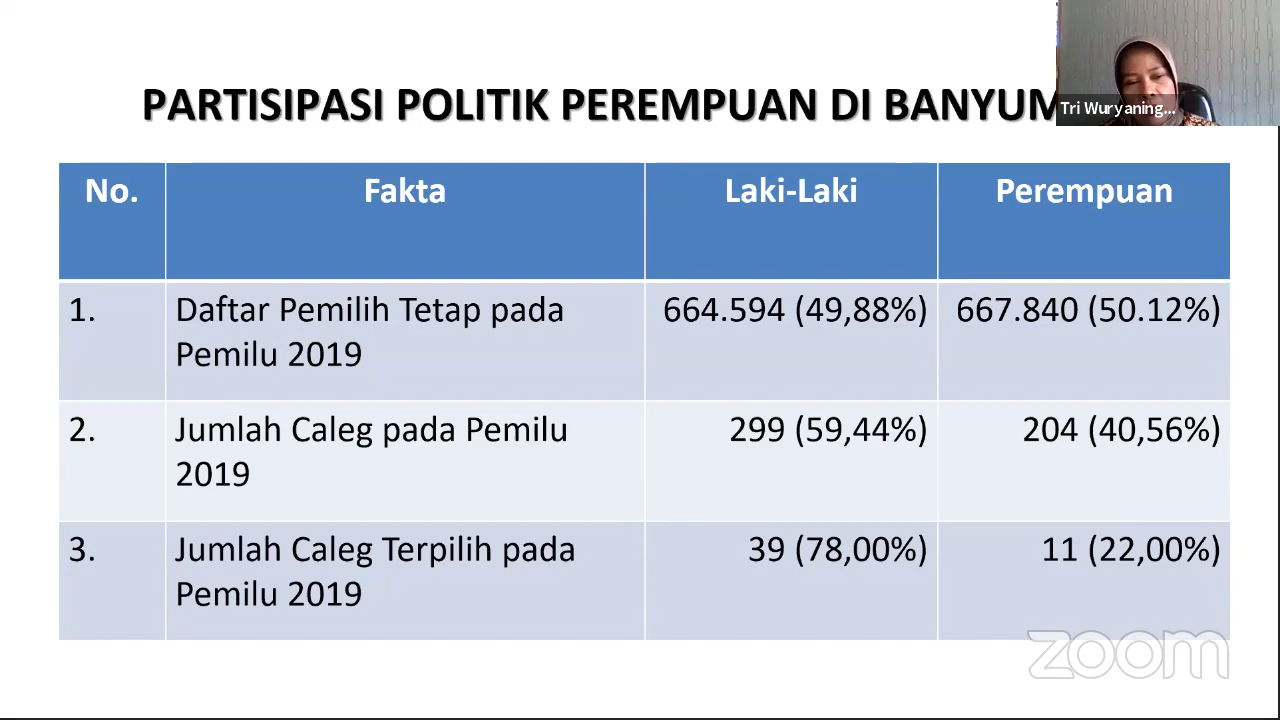 PARTISIPASI POLITIK PEREMPUAN DI BANYUM
Tri Wuryaning...
No. Fakta Laki-Laki Perempuan
1. Daftar Pemilih Tetap pada 664.594 (49,88%) 667.840 (50.12%)
Pemilu 2019
2. Jumlah Caleg pada Pemilu 299 (59,44%) 204 (40,56%)
2019
3. Jumlah Caleg Terpilih pada 39 (78,00%) 11 (22,00%)
Pemilu 2019
zoom